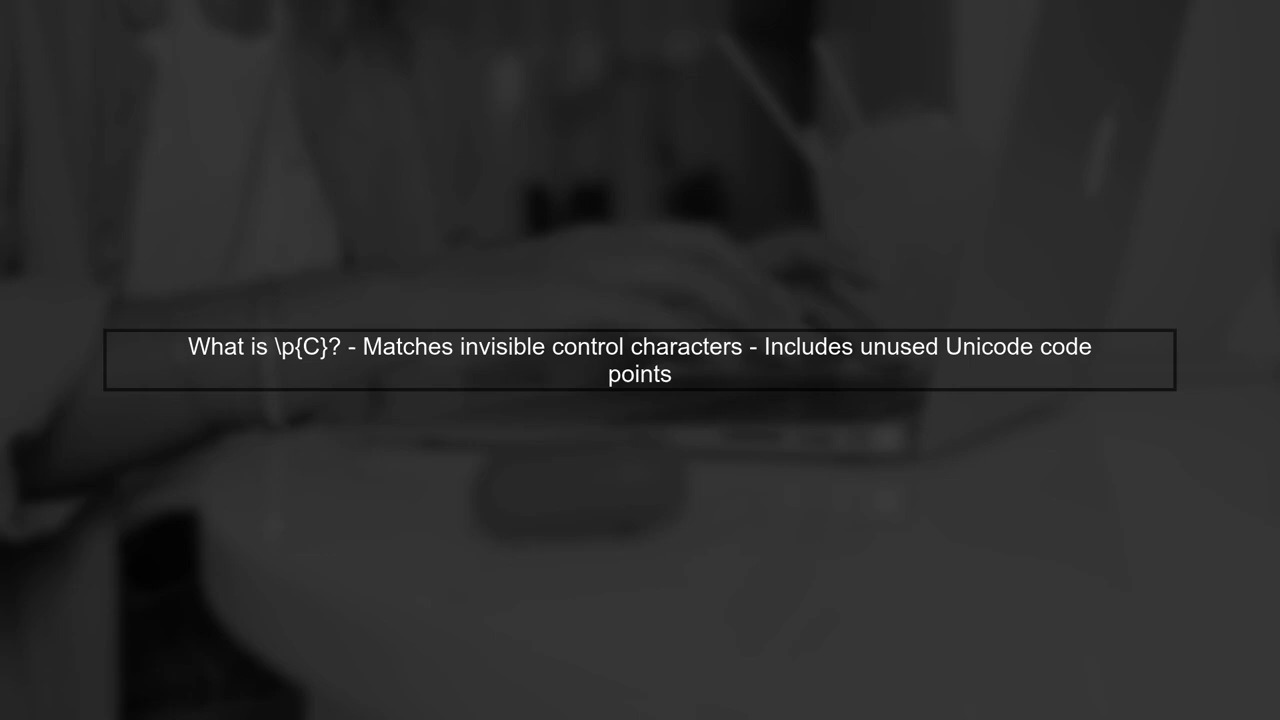 What is \p{C}? - Matches invisible control characters - Includes unused Unicode code
points